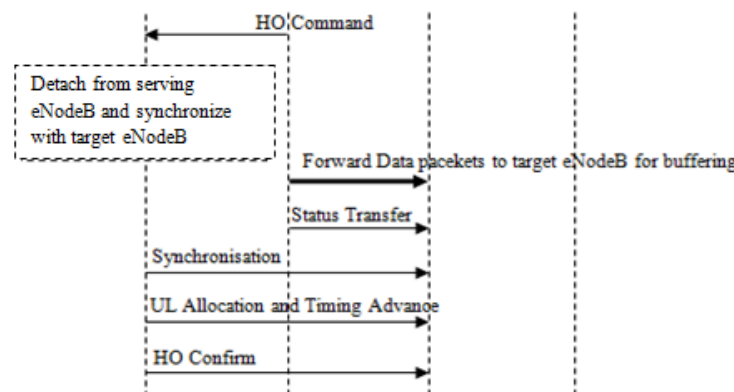 HO Command
Detach from serving
eNodeB and synchronize
with target eNodeB
Forward Data pacekets to target eNodeB for buffering
Status Transfer
Synchronisation
UL Allocation and Timing Advance
HO Confirm